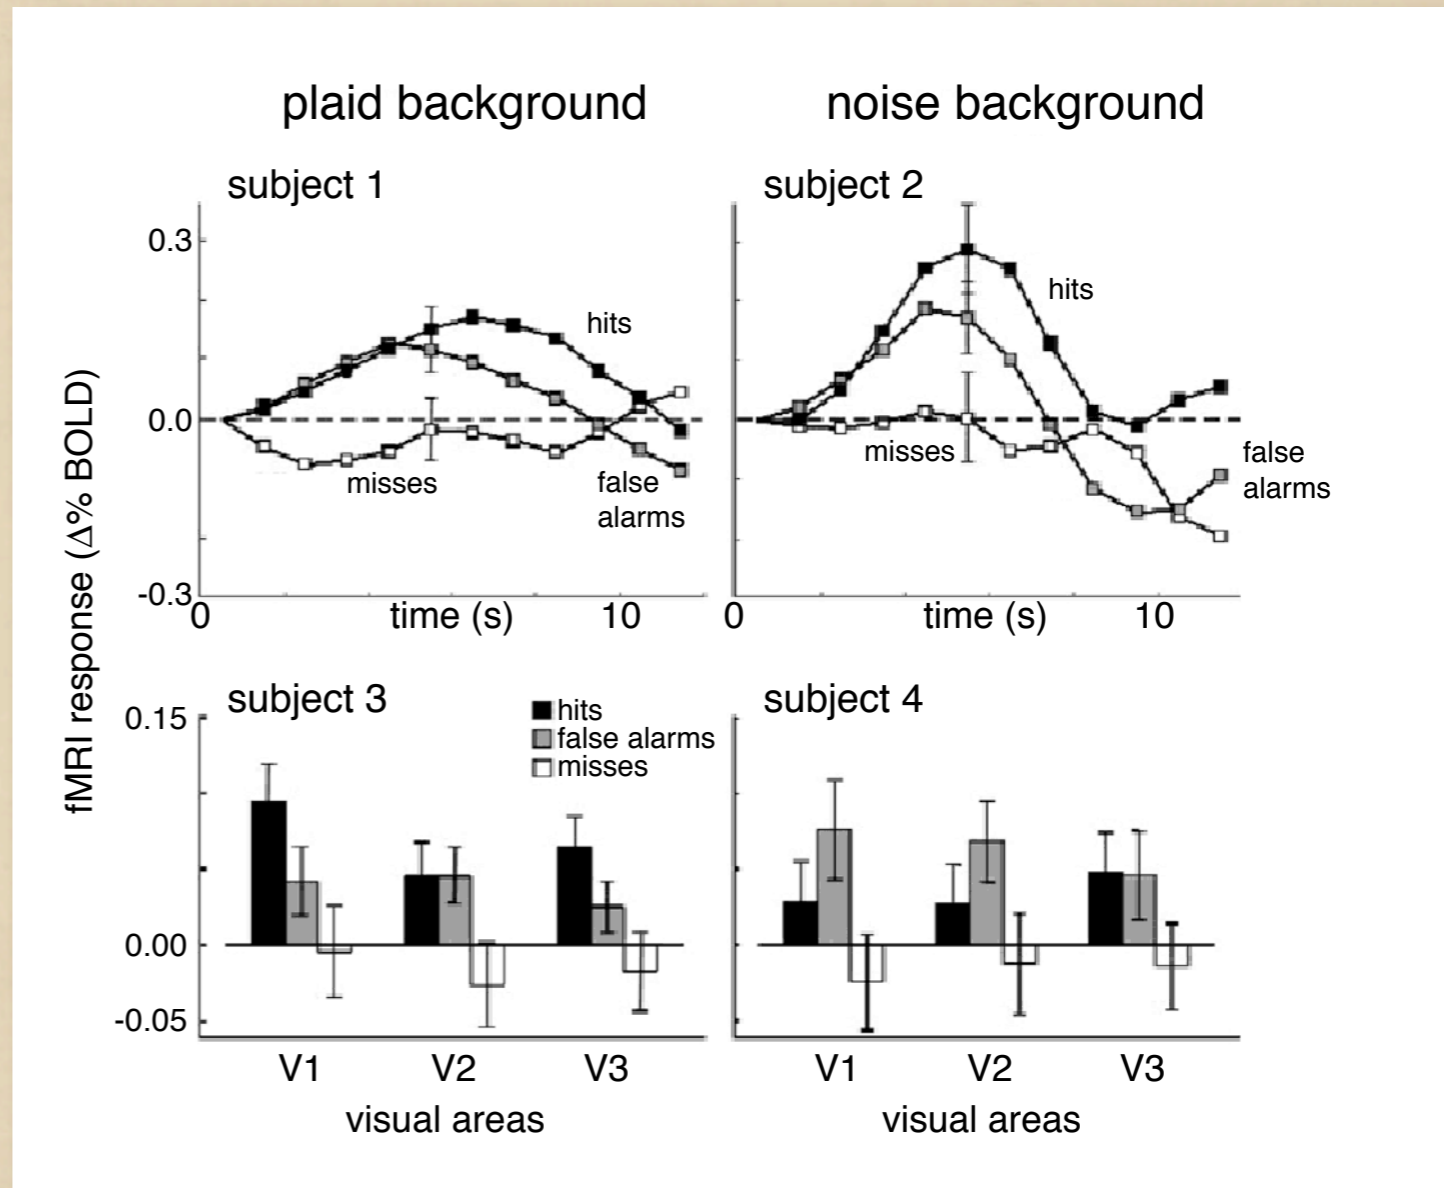 plaid background
noise background
subject 1
subject 2
fMRI response (Δ% BOLD)
0.3
0.0
-0.3
hits
misses
false
alarms
0
time (s)
10
hits
misses
false
alarms
0
time (s)
10
subject 3
hits
false alarms
misses
subject 4
0.15
0.00
-0.05
V1
V2
V3
visual areas
V1
V2
V3
visual areas